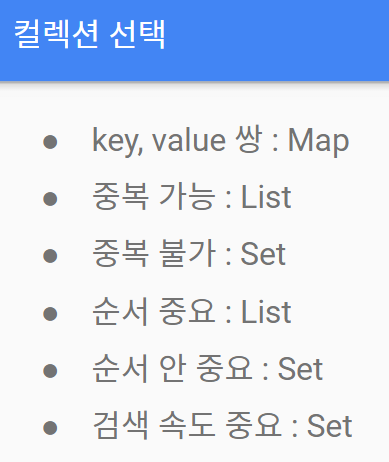 컬렉션 선택
● key, value 쌍 : Map
● 중복 가능 : List
● 중복 불가 : Set
● 순서 중요 : List
● 순서 안 중요 : Set
● 검색 속도 중요 : Set